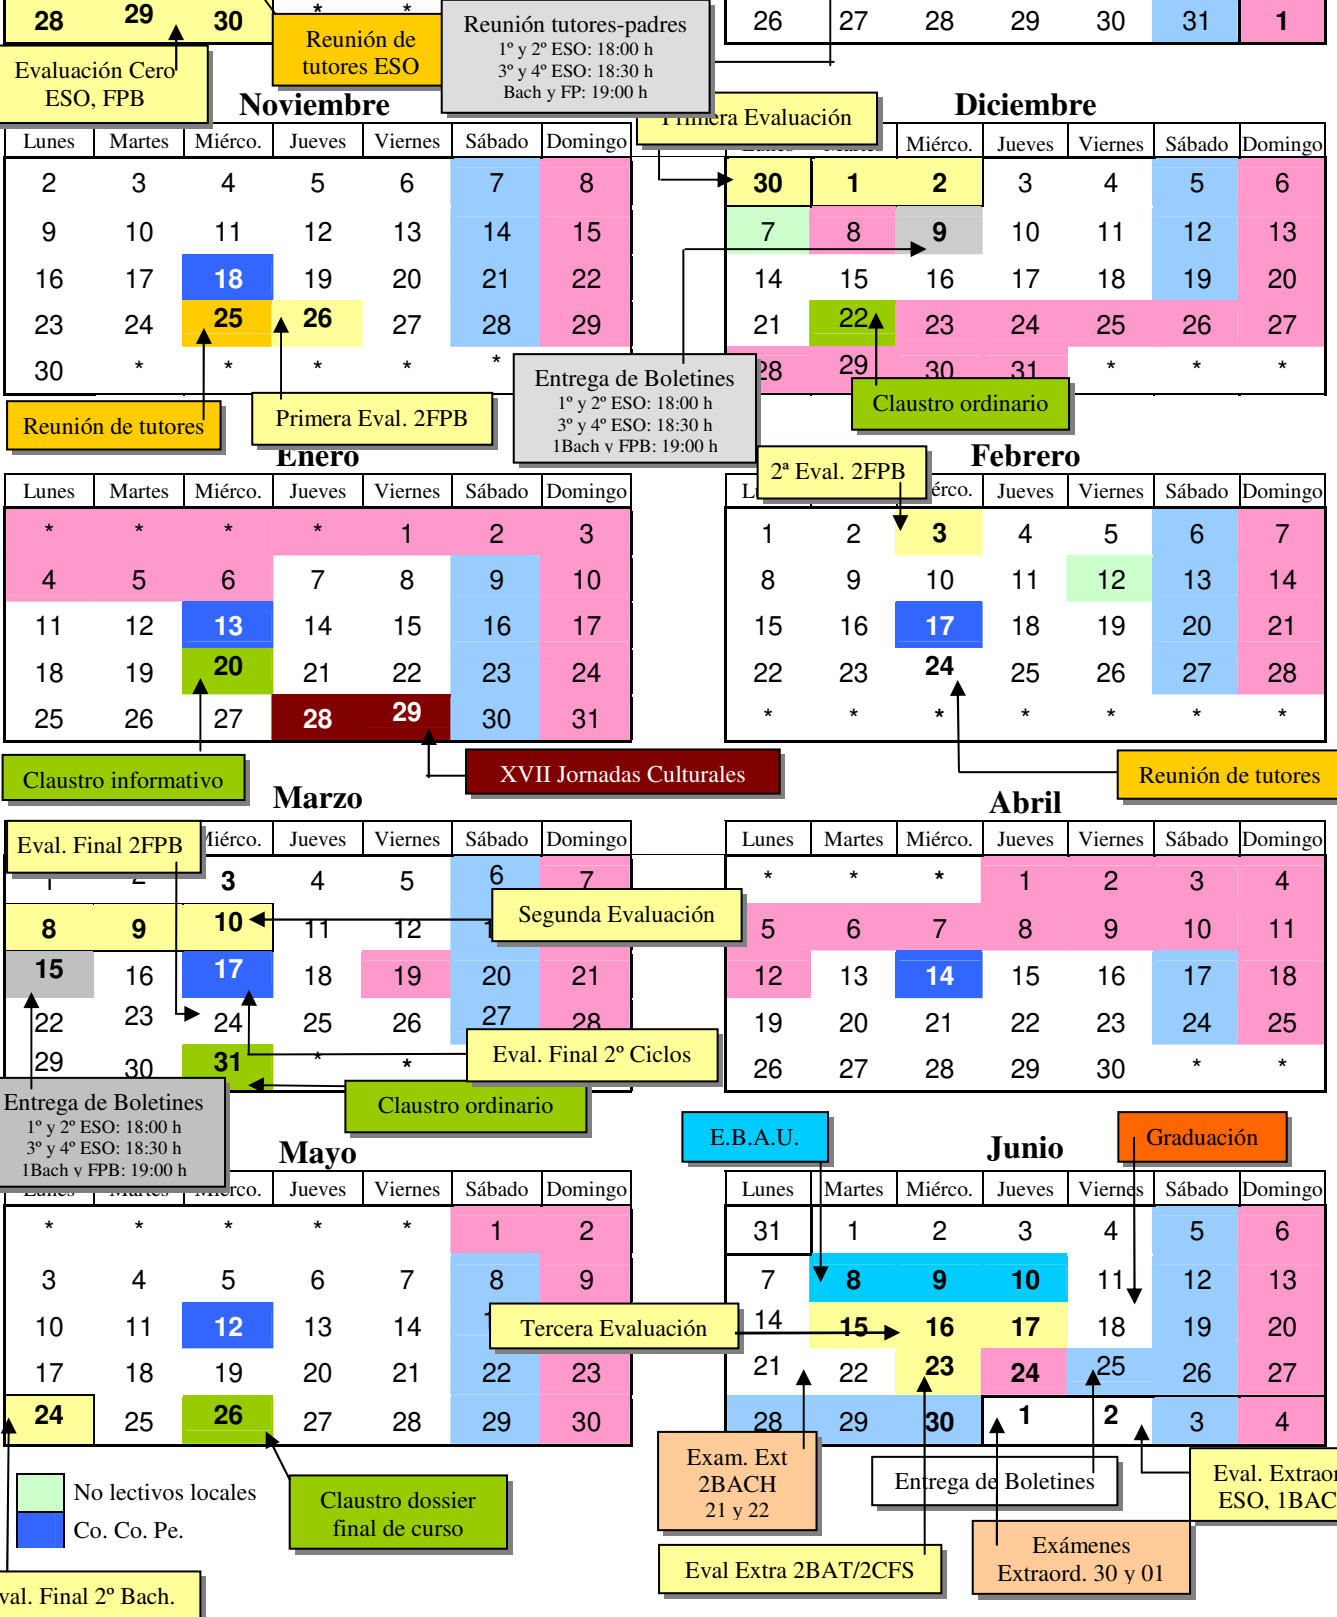 28 29 30 * *
26 27 28 29 30 31 1
Reunión de
tutores ESO
Reunión tutores-padres
1º y 2º ESO: 18:00 h
3º y 4º ESO: 18:30 h
Bach y FP: 19:00 h
Evaluación Cero
ESO, FPB
Noviembre
Lunes Martes Miérco. Jueves Viernes Sábado Domingo
2 3 4 5 6 7 8
9 10 11 12 13 14 15
16 17 18 19 20 21 22
23 24 25 26 27 28 29
30 * * * * *
Reunión de tutores
Primera Eval. 2FPB
Primera Evaluación
Diciembre
Miérco. Jueves Viernes Sábado Domingo
30 1 2 3 4 5 6
7 8 9 10 11 12 13
14 15 16 17 18 19 20
21 22 23 24 25 26 27
28 29 30 31 * * *
Entrega de Boletines
1º y 2º ESO: 18:00 h
3º y 4º ESO: 18:30 h
1Bach y FPB: 19:00 h
Claustro ordinario
Enero
Lunes Martes Miérco. Jueves Viernes Sábado Domingo
* * * * 1 2 3
4 5 6 7 8 9 10
11 12 13 14 15 16 17
18 19 20 21 22 23 24
25 26 27 28 29 30 31
Claustro informativo
XVII Jornadas Culturales
2ª Eval. 2FPB
Febrero
Jueves Viernes Sábado Domingo
1 2 3 4 5 6 7
8 9 10 11 12 13 14
15 16 17 18 19 20 21
22 23 24 25 26 27 28
* * * * * * *
Reunión de tutores
Marzo
Eval. Final 2FPB
Miérco. Jueves Viernes Sábado Domingo
1 2 3 4 5 6 7
8 9 10 11 12
15 16 17 18 19 20 21
22 23 24 25 26 27 28
29 30 31 * *
Segunda Evaluación
Eval. Final 2º Ciclos
Claustro ordinario
Entrega de Boletines
1º y 2º ESO: 18:00 h
3º y 4º ESO: 18:30 h
1Bach y FPB: 19:00 h
Abril
Lunes Martes Miérco. Jueves Viernes Sábado Domingo
* * * 1 2 3 4
5 6 7 8 9 10 11
12 13 14 15 16 17 18
19 20 21 22 23 24 25
26 27 28 29 30 * *
Mayo
Lunes Martes Miérco. Jueves Viernes Sábado Domingo
* * * * * 1 2
3 4 5 6 7 8 9
10 11 12 13 14
17 18 19 20 21 22 23
24 25 26 27 28 29 30
E.B.A.U.
Junio
Graduación
Lunes Martes Miérco. Jueves Viernes Sábado Domingo
31 1 2 3 4 5 6
7 8 9 10 11 12 13
14 15 16 17 18 19 20
21 22 23 24 25 26 27
28 29 30 1 2 3 4
Tercera Evaluación
No lectivos locales
Co. Co. Pe.
Claustro dossier
final de curso
Exam. Ext
2BACH
21 y 22
Entrega de Boletines
Eval. Extraor
ESO, 1BAC
Eval Extra 2BAT/2CFS
Exámenes
Extraord. 30 y 01
val. Final 2º Bach.